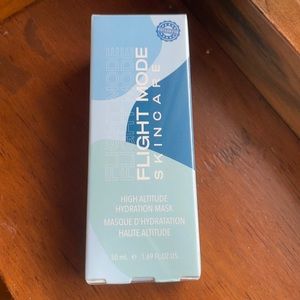 FLIGHT MODE
SKINCARE
HIGH ALTITUDE
HYDRATION MASK
MASQUE D'HYDRATATION
HAUTE ALTITUDE
50 mL e 1.69 FL.OZ.US